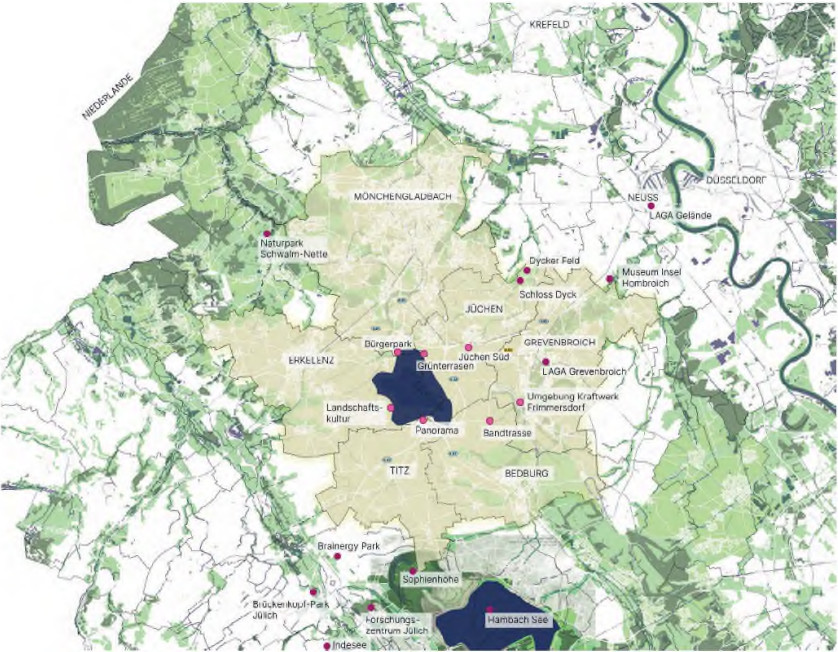 KREFELD
NIEDERLANDE
DÜSSELDORF
MÖNCHENGLADBACH
NEUSS
LAGA Gelände
Naturpark
Schwalm-Nette
Dycker Feld
Schloss Dyck
Museum Insel
Hombroich
JÜCHEN
Bürgerpark
Grünterrasen
Jüchen Süd
GREVENBROICH
ERKELENZ
LAGA Grevenbroich
Landschafts-
kultur
Umgebung Kraftwerk
Frimmersdorf
Panorama
Bandtrasse
TITZ
BEDBURG
Brainergy Park
Sophienhöhe
Brückenkopf-Park
Jülich
Forschungs-
zentrum Jülich
Hambach See
Indesee